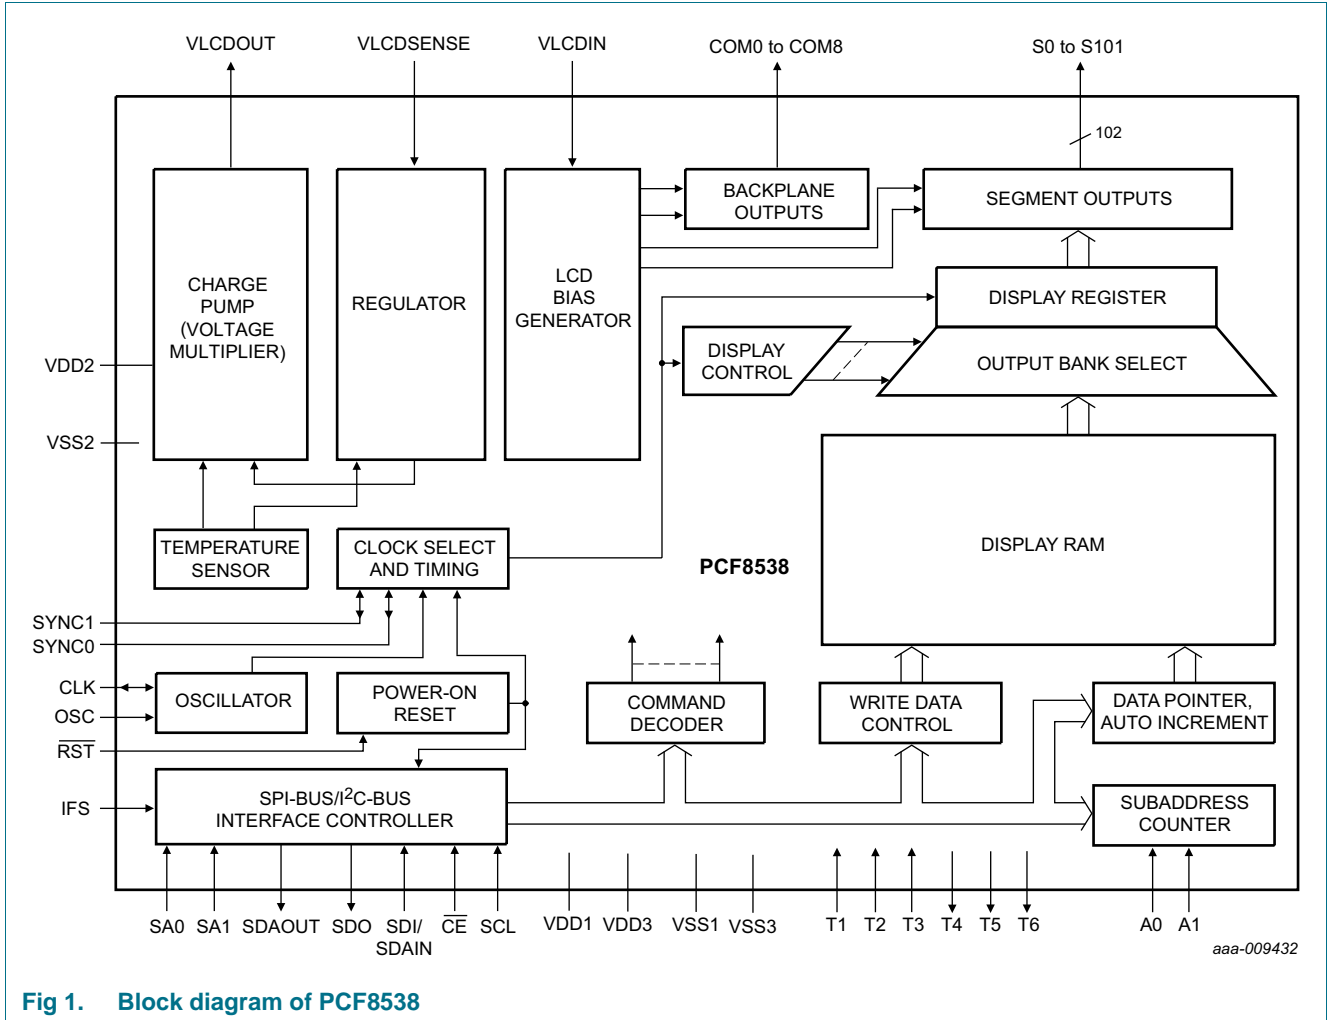 VLCDOUT
VLCDSENSE
VLCDIN
COM0 to COM8
S0 to S101
102
CHARGE
PUMP
(VOLTAGE
MULTIPLIER)
REGULATOR
LCD
BIAS
GENERATOR
BACKPLANE
OUTPUTS
SEGMENT OUTPUTS
DISPLAY REGISTER
DISPLAY
CONTROL
OUTPUT BANK SELECT
VDD2
VSS2
TEMPERATURE
SENSOR
CLOCK SELECT
AND TIMING
PCF8538
DISPLAY RAM
SYNC1
SYNC0
CLK
OSC
RST
OSCILLATOR
POWER-ON
RESET
COMMAND
DECODER
WRITE DATA
CONTROL
DATA POINTER,
AUTO INCREMENT
IFS
SPI-BUS/I²C-BUS
INTERFACE CONTROLLER
SUBADDRESS
COUNTER
SA0
SA1
SDAOUT
SDO
SDI/
SDAIN
CE
SCL
VDD1
VDD3
VSS1
VSS3
T1
T2
T3
T4
T5
T6
A0
A1
aaa-009432
Fig 1. Block diagram of PCF8538